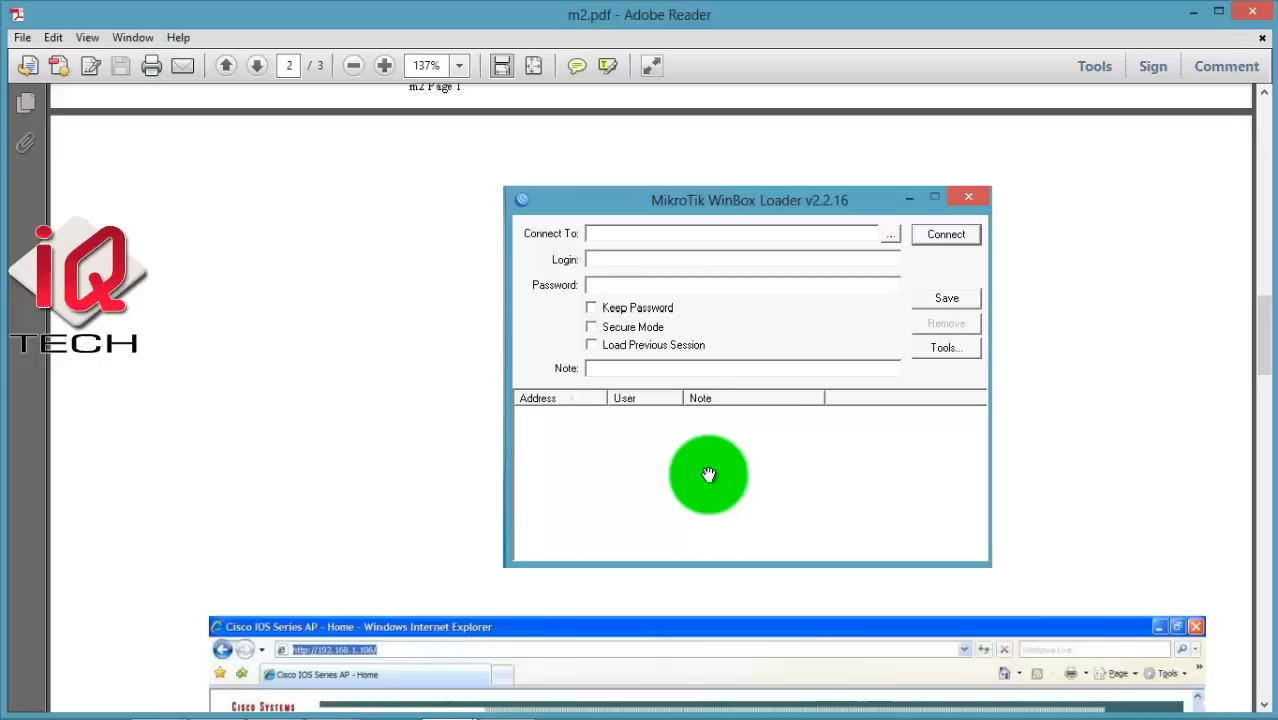 m2.pdf - Adobe Reader
File Edit View Window Help
2 / 3 137% Tools Sign Comment
m2 Page 1
MikroTik WinBox Loader v2.2.16
Connect To: ... Connect
Login:
Password:
Keep Password Save
Secure Mode Remove
Load Previous Session Tools...
Note:
Address User Note
iQ
TECH
Cisco IOS Series AP - Home - Windows Internet Explorer
http://192.168.1.106/ Windows Live
Cisco IOS Series AP - Home Page Tools
CISCO SYSTEMS